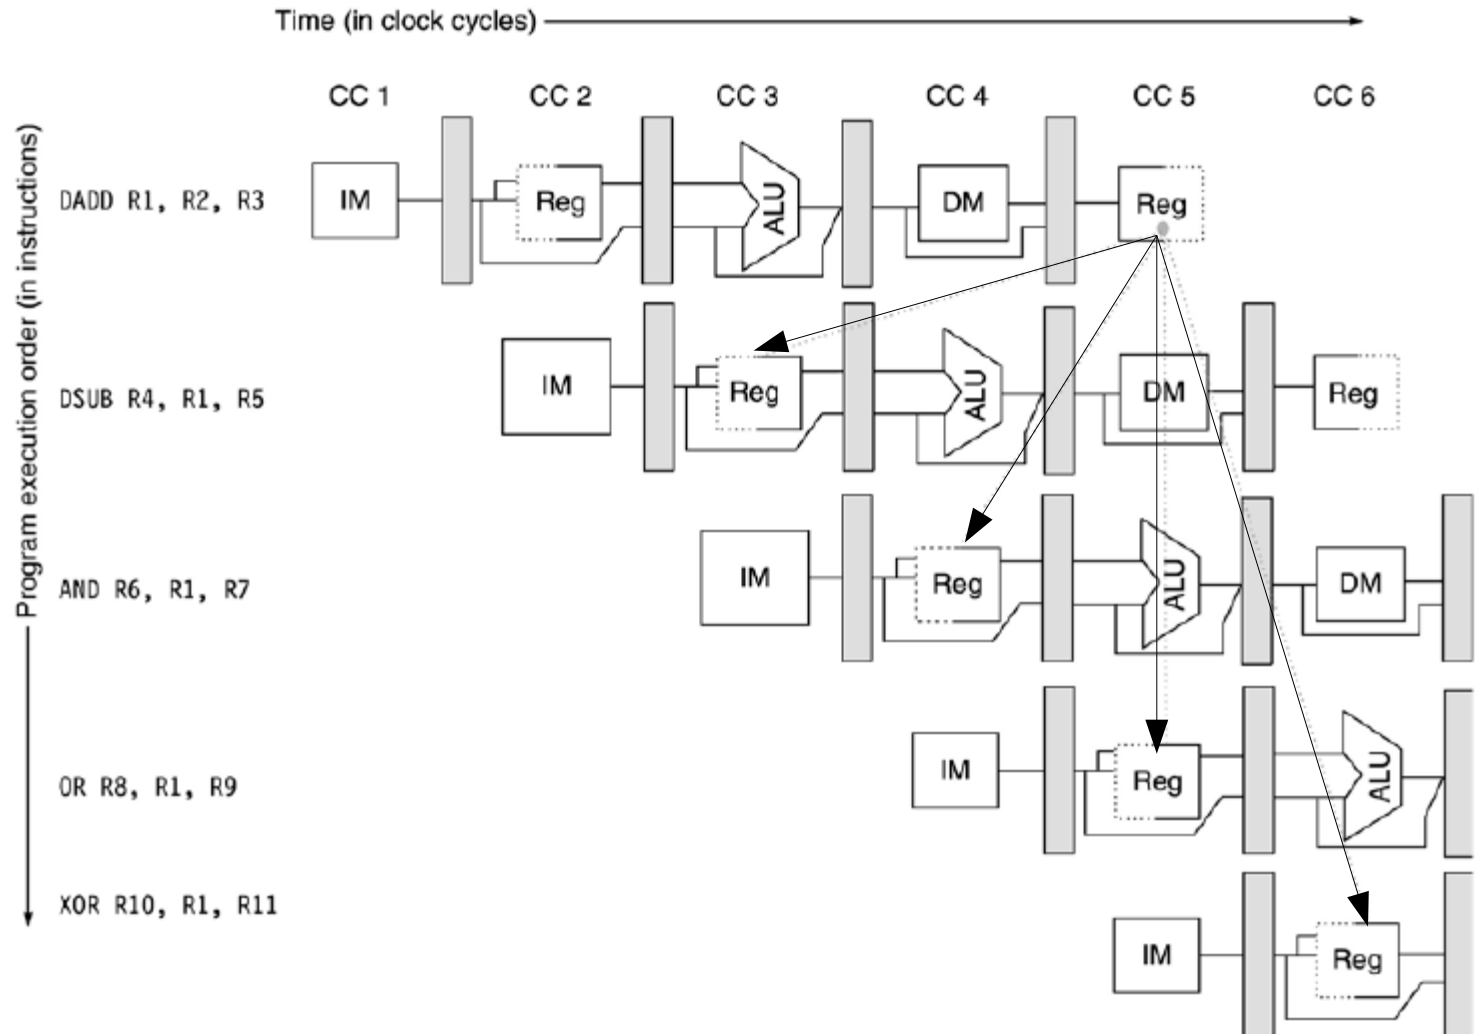 Time (in clock cycles)
CC 1 CC 2 CC 3 CC 4 CC 5 CC 6
Program execution order (in instructions)
DADD R1, R2, R3 IM Reg ALU DM Reg
DSUB R4, R1, R5 IM Reg ALU DM Reg
AND R6, R1, R7 IM Reg ALU DM
OR R8, R1, R9 IM Reg ALU
XOR R10, R1, R11 IM Reg